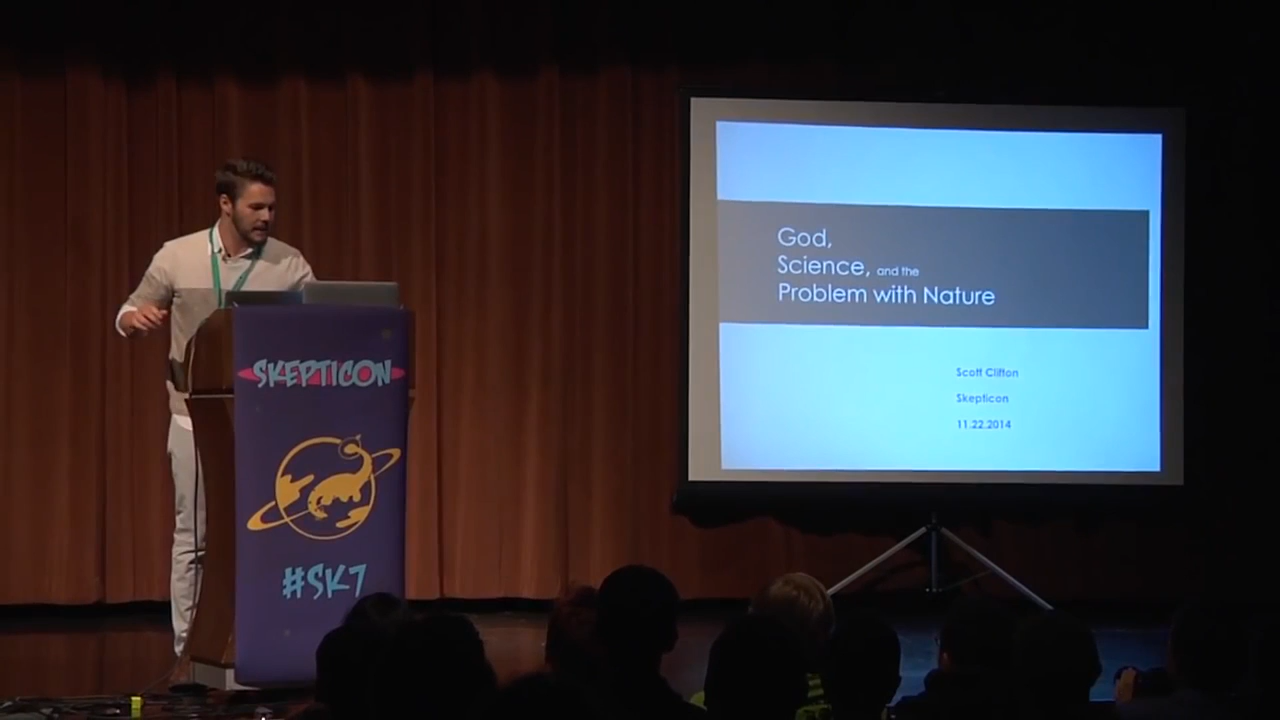 SKEPTICON
#SK7
God,
Science, and the
Problem with Nature
Scott Clifton
Skepticon
11.22.2014